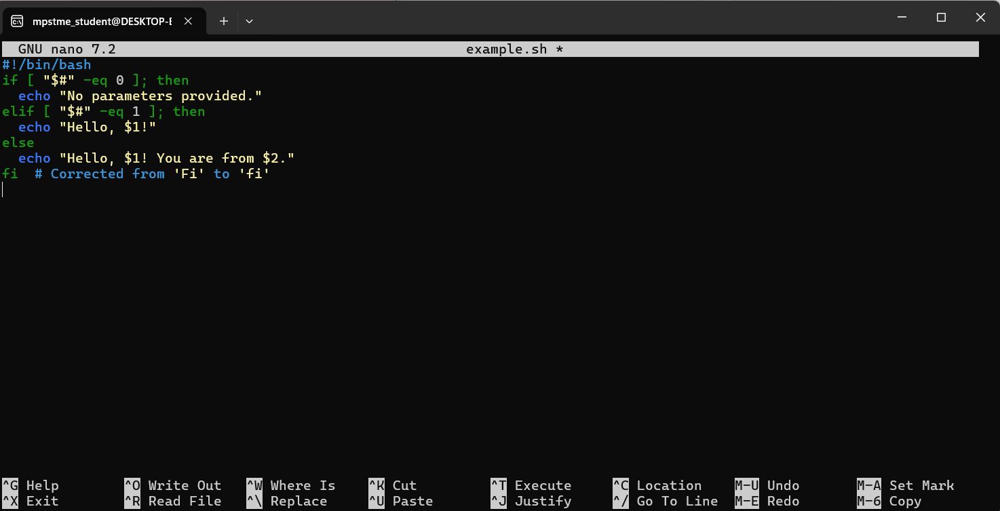 mpstme_student@DESKTOP-E
GNU nano 7.2 example.sh *
#!/bin/bash
if [ "$#" -eq 0 ]; then
  echo "No parameters provided."
elif [ "$#" -eq 1 ]; then
  echo "Hello, $1!"
else
  echo "Hello, $1! You are from $2."
fi  # Corrected from 'Fi' to 'fi'
^G Help ^O Write Out ^W Where Is ^K Cut ^T Execute ^C Location M-U Undo M-A Set Mark
^X Exit ^R Read File ^\ Replace ^U Paste ^J Justify ^/ Go To Line M-E Redo M-6 Copy